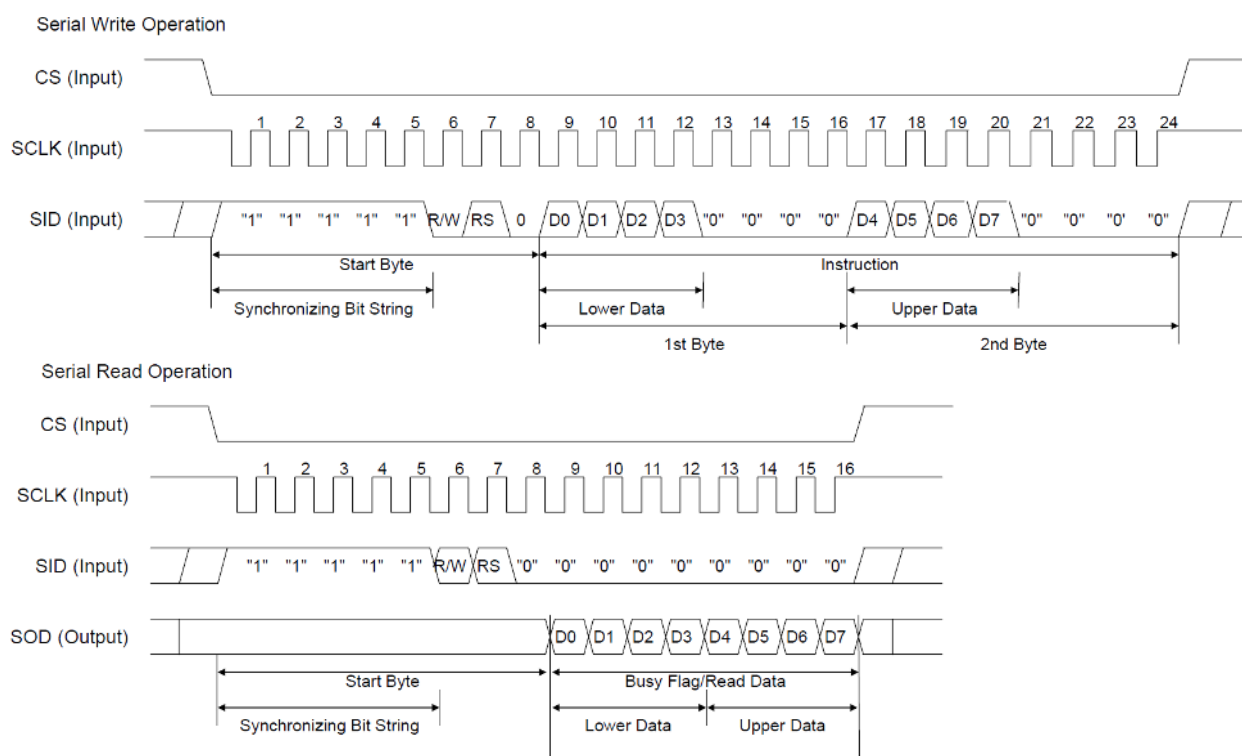 Serial Write Operation
CS (Input)
1 2 3 4 5 6 7 8 9 10 11 12 13 14 15 16 17 18 19 20 21 22 23 24
SCLK (Input)
SID (Input) "1" "1" "1" "1" "1" R/W RS 0 D0 D1 D2 D3 "0" "0" "0" "0" D4 D5 D6 D7 "0" "0" "0' "0"
Start Byte Instruction
Synchronizing Bit String Lower Data Upper Data
1st Byte 2nd Byte
Serial Read Operation
CS (Input)
1 2 3 4 5 6 7 8 9 10 11 12 13 14 15 16
SCLK (Input)
SID (Input) "1" "1" "1" "1" "1" R/W RS "0" "0" "0" "0" "0" "0" "0" "0" "0"
SOD (Output) D0 D1 D2 D3 D4 D5 D6 D7
Start Byte Busy Flag/Read Data
Synchronizing Bit String Lower Data Upper Data